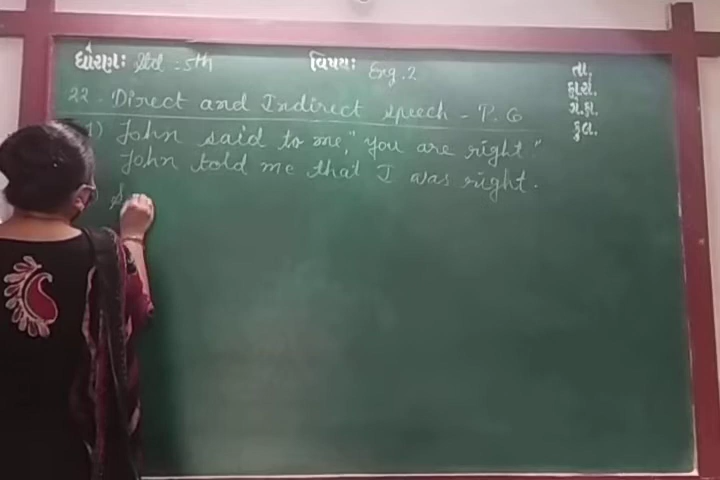 ધોરણ: Std - 5th વિષય: Eng. 2 તા.
હાજર.
ગે.હા.
કુલ.
22. Direct and Indirect speech - P. G
1) John said to me, "you are right."
John told me that I was right.
S